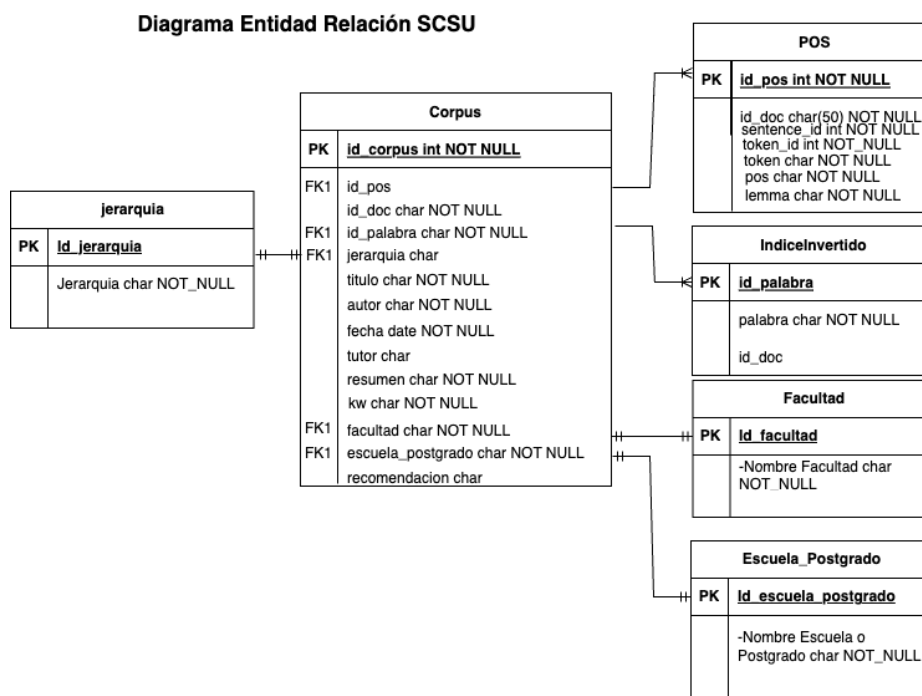 Diagrama Entidad Relación SCSU
jerarquia
PK Id_jerarquia
Jerarquia char NOT_NULL
Corpus
PK id_corpus int NOT NULL
FK1 id_pos
id_doc char NOT NULL
FK1 id_palabra char NOT NULL
FK1 jerarquia char
titulo char NOT NULL
autor char NOT NULL
fecha date NOT NULL
tutor char
resumen char NOT NULL
kw char NOT NULL
FK1 facultad char NOT NULL
FK1 escuela_postgrado char NOT NULL
recomendacion char
POS
PK id_pos int NOT NULL
id_doc char(50) NOT NULL
sentence_id int NOT NULL
token_id int NOT_NULL
token char NOT NULL
pos char NOT NULL
lemma char NOT NULL
IndiceInvertido
PK id_palabra
palabra char NOT NULL
id_doc
Facultad
PK Id_facultad
-Nombre Facultad char
NOT_NULL
Escuela_Postgrado
PK Id_escuela_postgrado
-Nombre Escuela o
Postgrado char NOT_NULL